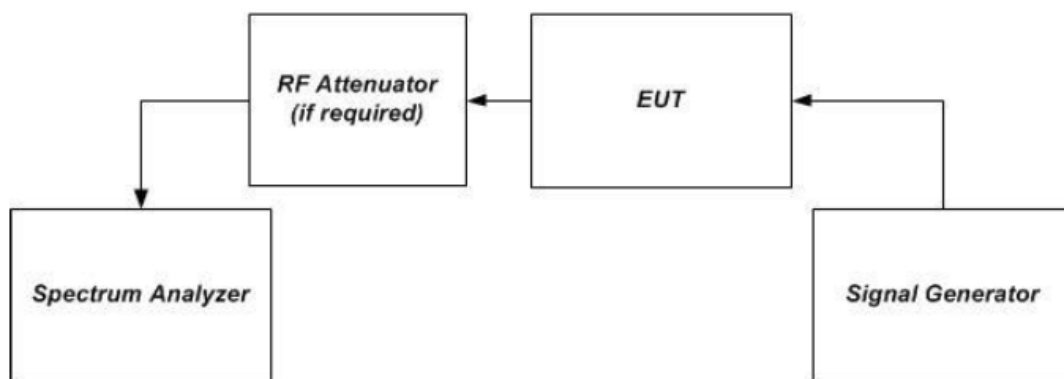 RF Attenuator
(if required)
EUT
Spectrum Analyzer
Signal Generator